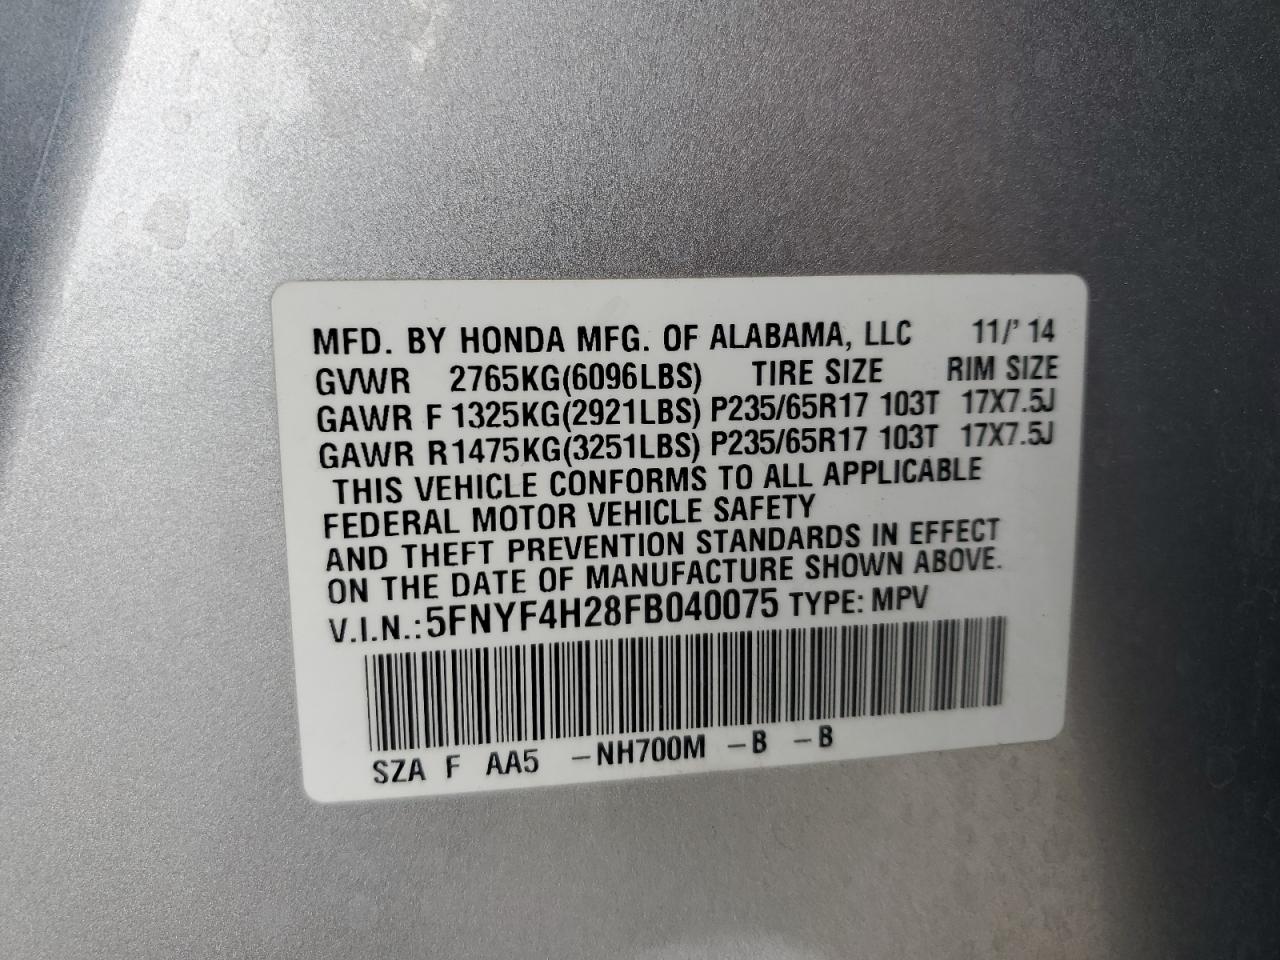 MFD. BY HONDA MFG. OF ALABAMA, LLC 11/' 14
GVWR 2765KG(6096LBS) TIRE SIZE RIM SIZE
GAWR F 1325KG(2921LBS) P235/65R17 103T 17X7.5J
GAWR R 1475KG(3251LBS) P235/65R17 103T 17X7.5J
THIS VEHICLE CONFORMS TO ALL APPLICABLE
FEDERAL MOTOR VEHICLE SAFETY
AND THEFT PREVENTION STANDARDS IN EFFECT
ON THE DATE OF MANUFACTURE SHOWN ABOVE.
V.I.N.: 5FNYF4H28FB040075 TYPE: MPV
SZA F AA5 -NH700M -B -B